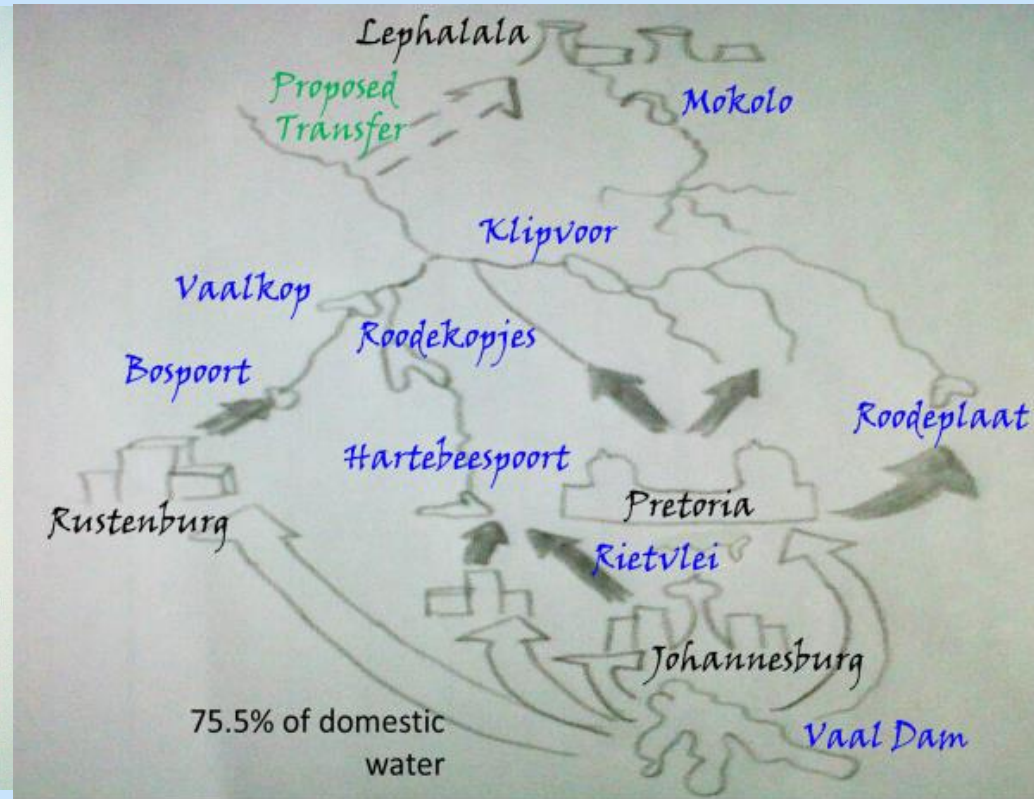 Lephalala
Proposed
Transfer
Mokolo
Klipvoor
Vaalkop
Roodekopjes
Bospoort
Roodeplaat
Hartebeespoort
Pretoria
Rustenburg
Rietvlei
Johannesburg
75.5% of domestic
water
Vaal Dam